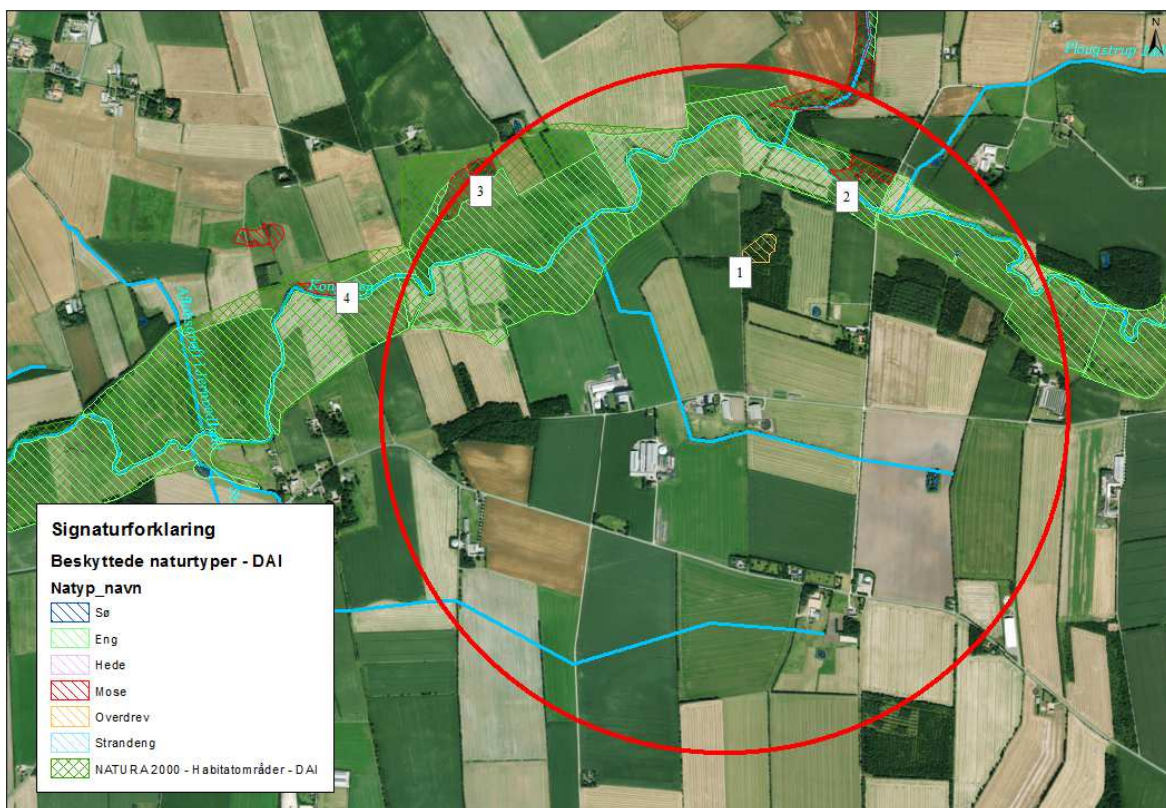 N
Plougstrup
3
2
1
4
Signaturforklaring
Beskyttede naturtyper - DAI
Natyp_navn
Sø
Eng
Hede
Mose
Overdrev
Strandeng
NATURA 2000 - Habitatområder - DAI